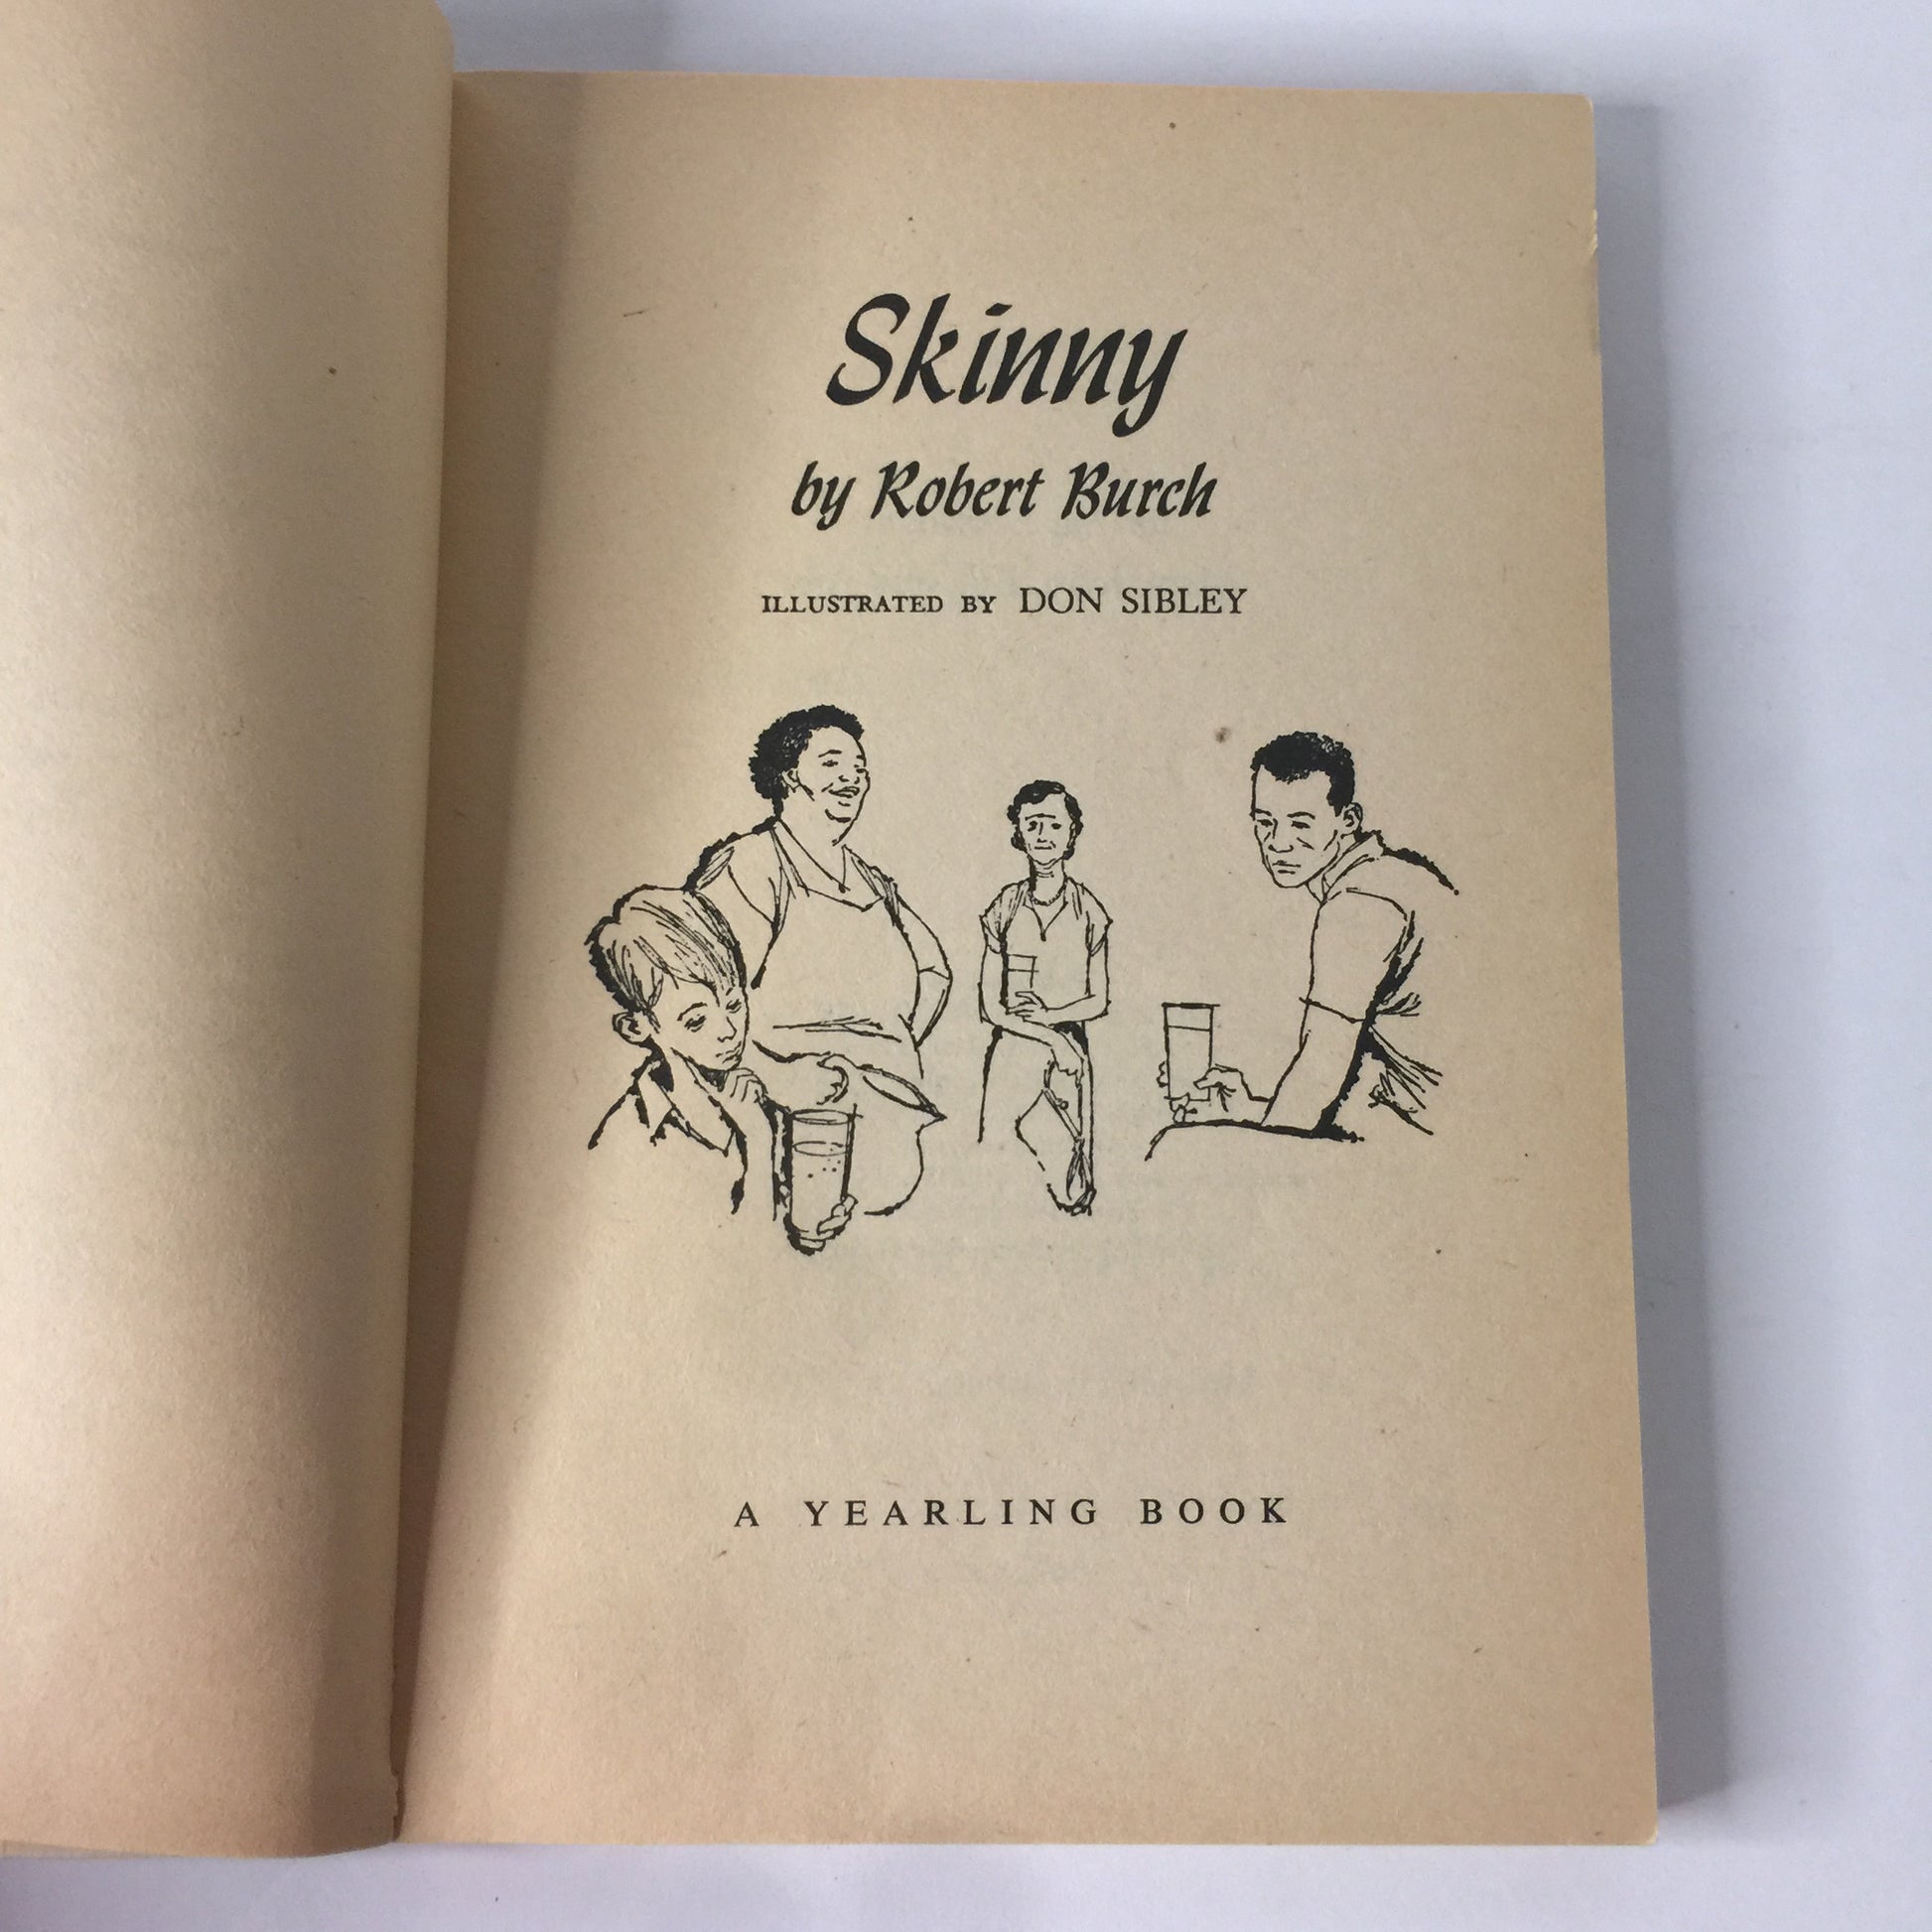 Skinny
by Robert Burch
ILLUSTRATED BY DON SIBLEY
A YEARLING BOOK